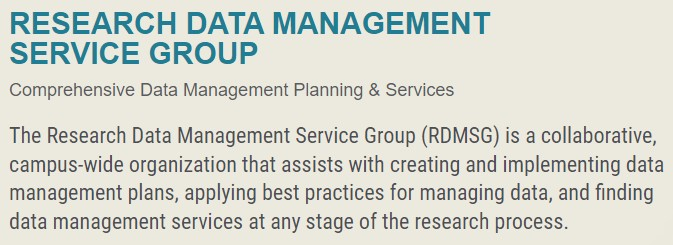 RESEARCH DATA MANAGEMENT
SERVICE GROUP
Comprehensive Data Management Planning & Services
The Research Data Management Service Group (RDMSG) is a collaborative,
campus-wide organization that assists with creating and implementing data
management plans, applying best practices for managing data, and finding
data management services at any stage of the research process.